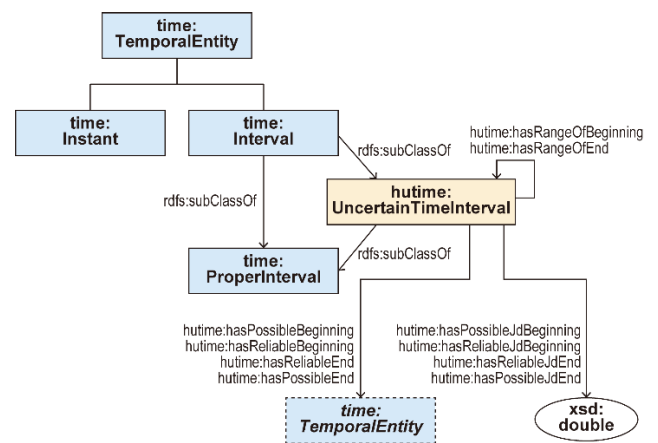 time:
TemporalEntity
time:
Instant
time:
Interval
hutime:hasRangeOfBeginning
hutime:hasRangeOfEnd
rdfs:subClassOf
hutime:
UncertainTimeInterval
rdfs:subClassOf
rdfs:subClassOf
time:
ProperInterval
hutime:hasPossibleBeginning
hutime:hasReliableBeginning
hutime:hasReliableEnd
hutime:hasPossibleEnd
hutime:hasPossibleJdBeginning
hutime:hasReliableJdBeginning
hutime:hasReliableJdEnd
hutime:hasPossibleJdEnd
time:
TemporalEntity
xsd:
double